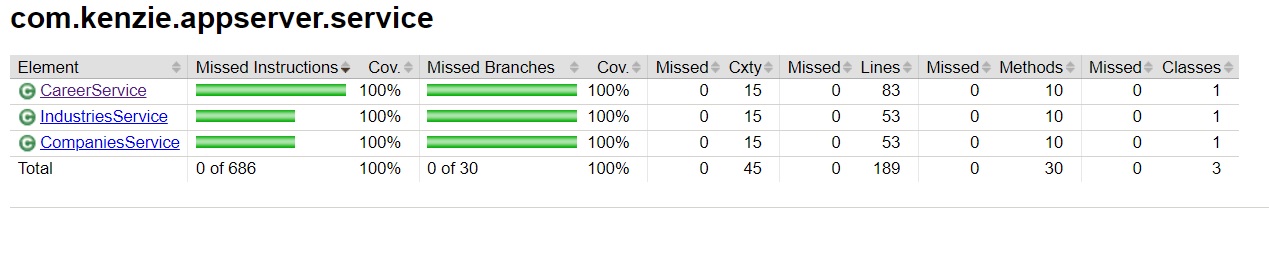 com.kenzie.appserver.service
Element Missed Instructions Cov. Missed Branches Cov. Missed Cxty Missed Lines Missed Methods Missed Classes
C CareerService 100% 100% 0 15 0 83 0 10 0 1
C IndustriesService 100% 100% 0 15 0 53 0 10 0 1
C CompaniesService 100% 100% 0 15 0 53 0 10 0 1
Total 0 of 686 100% 0 of 30 100% 0 45 0 189 0 30 0 3